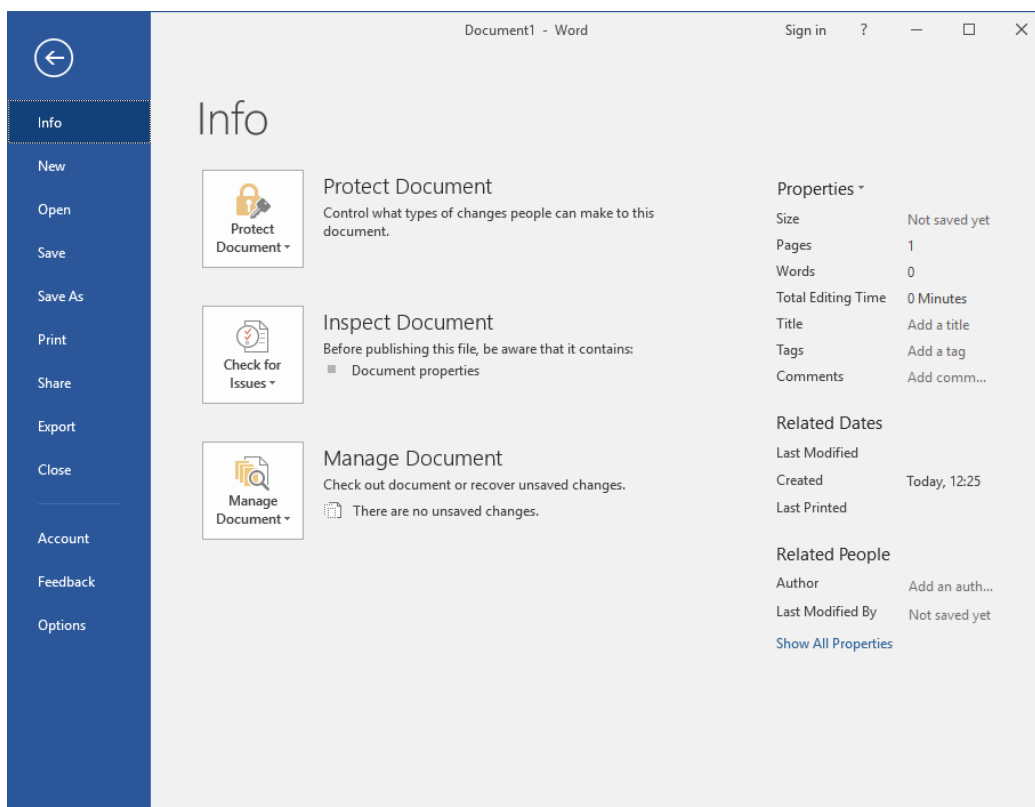 Document1 - Word
Sign in ?
Info
New
Open
Save
Save As
Print
Share
Export
Close
Account
Feedback
Options
Info
Protect
Document
Protect Document
Control what types of changes people can make to this
document.
Check for
Issues
Inspect Document
Before publishing this file, be aware that it contains:
Document properties
Manage
Document
Manage Document
Check out document or recover unsaved changes.
There are no unsaved changes.
Properties
Size Not saved yet
Pages 1
Words 0
Total Editing Time 0 Minutes
Title Add a title
Tags Add a tag
Comments Add comm...
Related Dates
Last Modified
Created Today, 12:25
Last Printed
Related People
Author Add an auth...
Last Modified By Not saved yet
Show All Properties